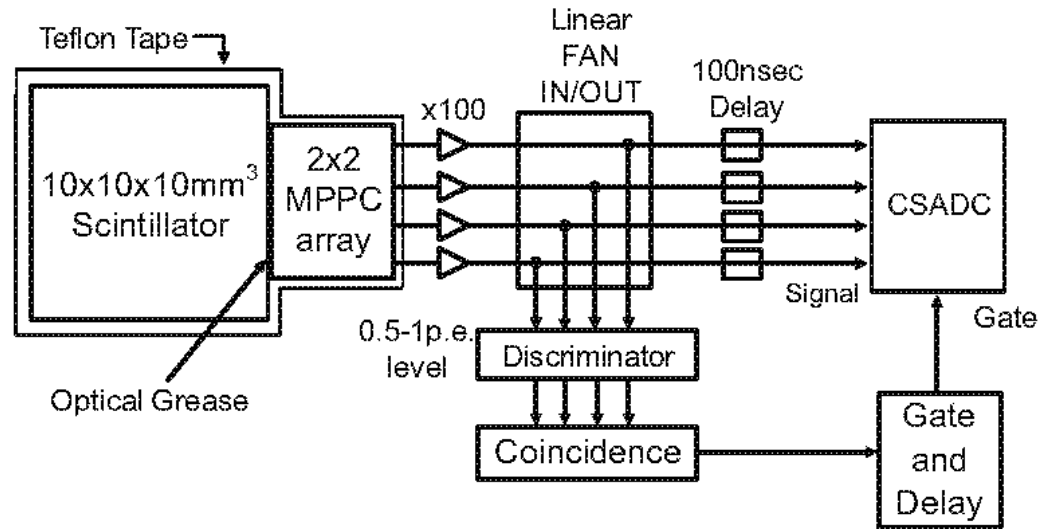 Teflon Tape
Linear
FAN
IN/OUT
100nsec
Delay
x100
10x10x10mm³
Scintillator
2x2
MPPC
array
CSADC
Signal
Gate
0.5-1p.e.
level
Discriminator
Optical Grease
Coincidence
Gate
and
Delay